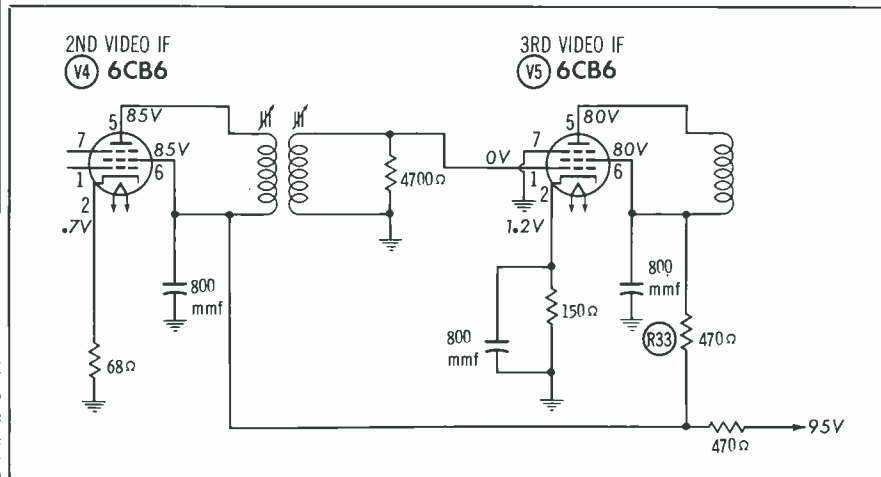 2ND VIDEO IF
V4 6CB6
3RD VIDEO IF
V5 6CB6
5
85V
7
85V
1
6
2
.7V
4700Ω
0V
5
80V
7
80V
1
6
2
1.2V
800
mmf
68Ω
800
mmf
150Ω
800
mmf
R33
470Ω
470Ω
95V